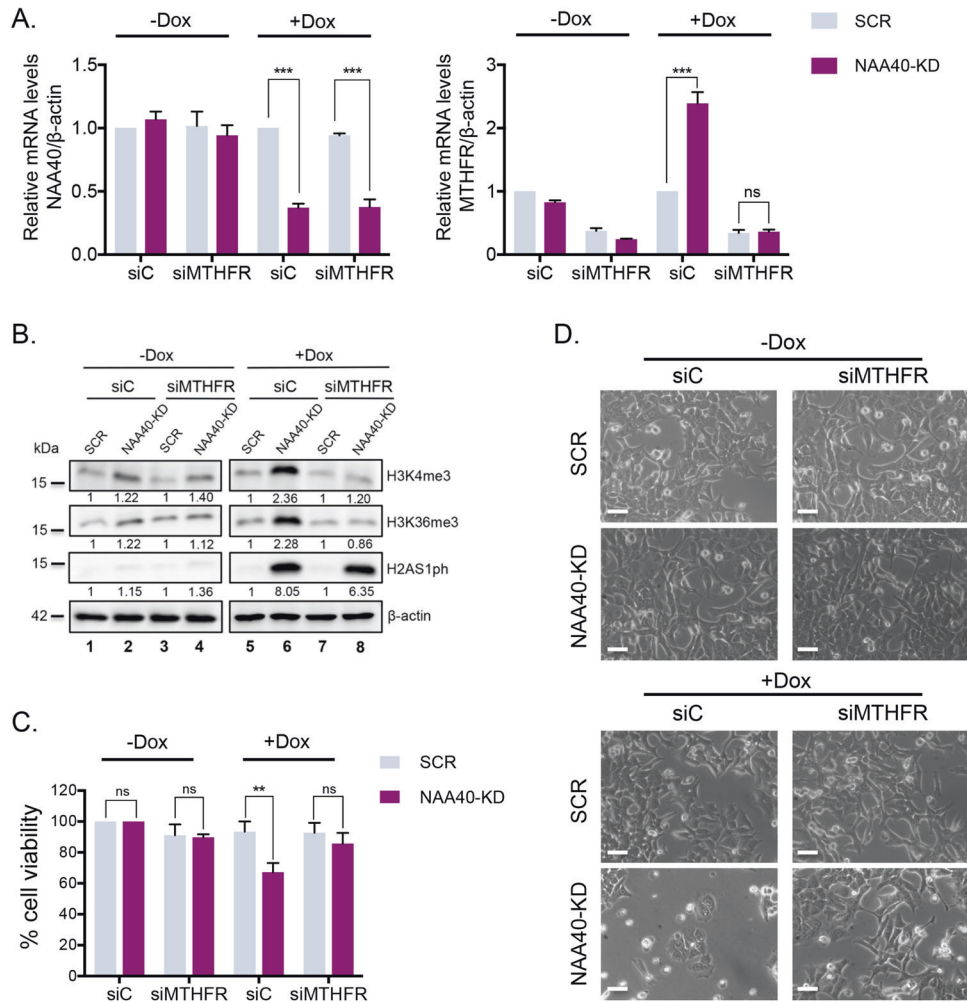 A.
-Dox
+Dox
***
***
Relative mRNA levels
NAA40/β-actin
1.5
1.0
0.5
0.0
siC
siMTHFR
siC
siMTHFR
-Dox
+Dox
***
ns
Relative mRNA levels
MTHFR/β-actin
3
2
1
0
siC
siMTHFR
siC
siMTHFR
SCR
NAA40-KD
B.
-Dox
+Dox
siC
siMTHFR
siC
siMTHFR
kDa
SCR
NAA40-KD
SCR
NAA40-KD
SCR
NAA40-KD
SCR
NAA40-KD
15
H3K4me3
1 1.22 1 1.40 1 2.36 1 1.20
15
H3K36me3
1 1.22 1 1.12 1 2.28 1 0.86
15
H2AS1ph
1 1.15 1 1.36 1 8.05 1 6.35
42
β-actin
1 2 3 4 5 6 7 8
C.
-Dox
+Dox
SCR
NAA40-KD
ns
ns
**
ns
% cell viability
120
100
80
60
40
20
0
siC
siMTHFR
siC
siMTHFR
D.
-Dox
siC
siMTHFR
SCR
NAA40-KD
+Dox
siC
siMTHFR
SCR
NAA40-KD